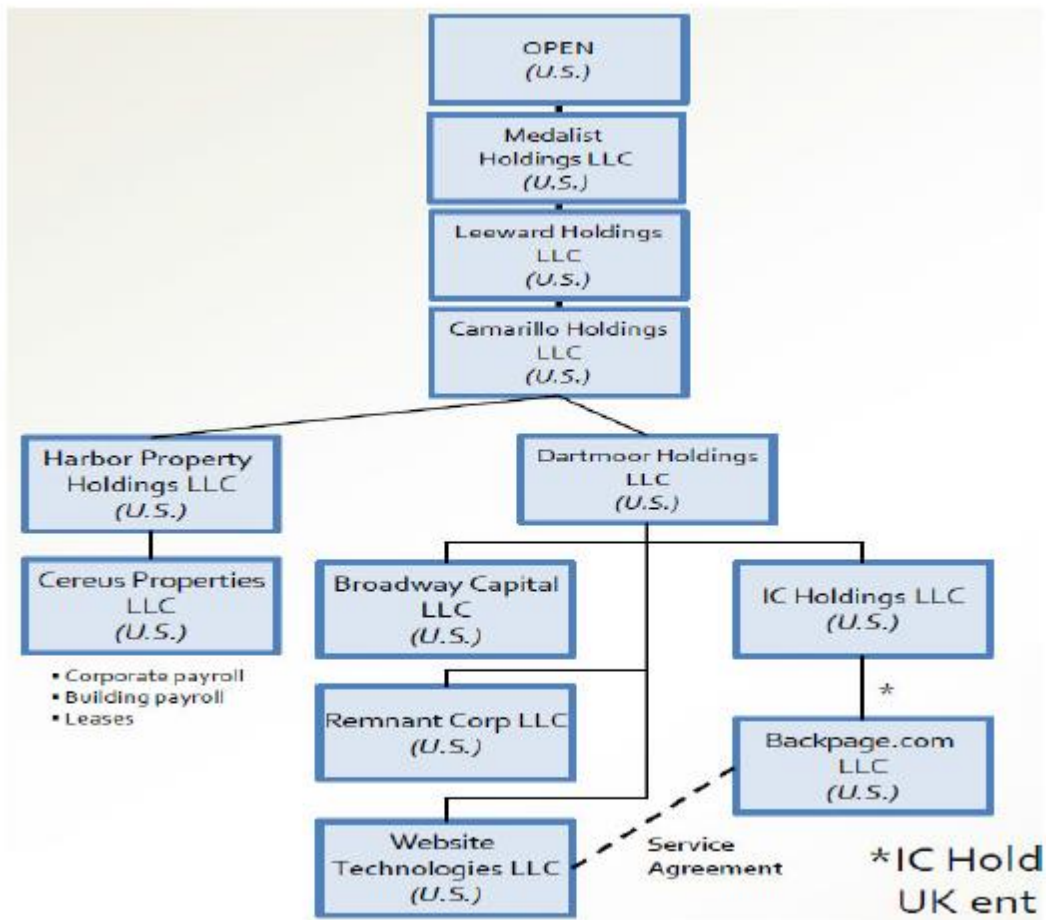 OPEN
(U.S.)
Medalist
Holdings LLC
(U.S.)
Leeward Holdings
LLC
(U.S.)
Camarillo Holdings
LLC
(U.S.)
Harbor Property
Holdings LLC
(U.S.)
Dartmoor Holdings
LLC
(U.S.)
Cereus Properties
LLC
(U.S.)
▪ Corporate payroll
▪ Building payroll
▪ Leases
Broadway Capital
LLC
(U.S.)
IC Holdings LLC
(U.S.)
*
Remnant Corp LLC
(U.S.)
Backpage.com
LLC
(U.S.)
Website
Technologies LLC
(U.S.)
Service
Agreement
*IC Hold
UK ent